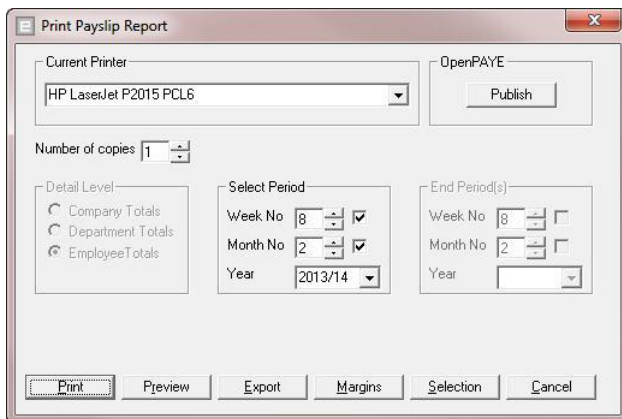 Print Payslip Report
Current Printer
HP LaserJet P2015 PCL6
OpenPAYE
Publish
Number of copies 1
Detail Level
Company Totals
Department Totals
EmployeeTotals
Select Period
Week No 8
Month No 2
Year 2013/14
End Period(s)
Week No 8
Month No 2
Year
Print Preview Export Margins Selection Cancel